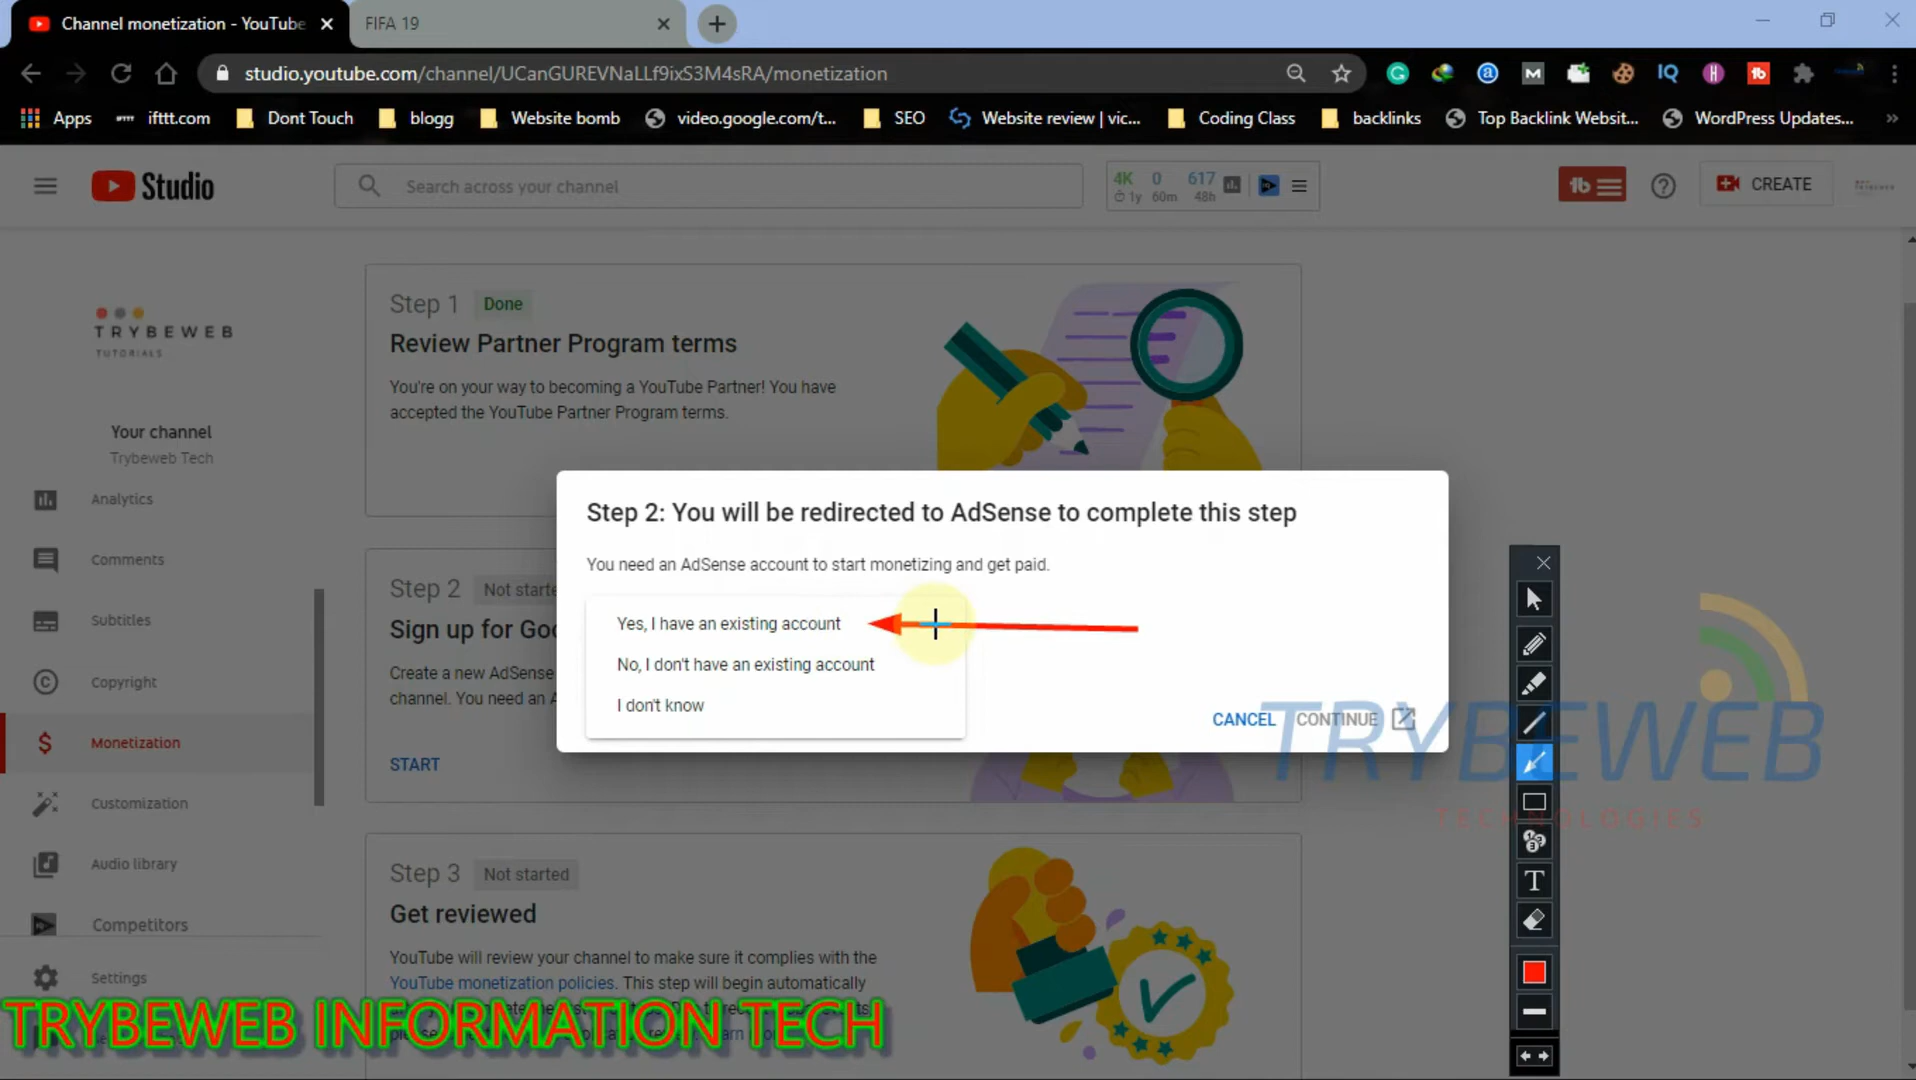 Channel monetization - YouTube
FIFA 19
studio.youtube.com/channel/UCanGUREVNaLLf9ixS3M4sRA/monetization
Apps
ifttt.com
Dont Touch
blogg
Website bomb
video.google.com/t...
SEO
Website review | vic...
Coding Class
backlinks
Top Backlink Websit...
WordPress Updates...
Studio
Search across your channel
4K 0 617
1y 60m 48h
CREATE
TRYBEWEB
TUTORIALS
Your channel
Trybeweb Tech
Analytics
Comments
Subtitles
Copyright
Monetization
Customization
Audio library
Competitors
Settings
Step 1 Done
Review Partner Program terms
You're on your way to becoming a YouTube Partner! You have
accepted the YouTube Partner Program terms.
Step 2 Not starte
Sign up for Goo
Create a new AdSense
channel. You need an A
START
Step 2: You will be redirected to AdSense to complete this step
You need an AdSense account to start monetizing and get paid.
Yes, I have an existing account
No, I don't have an existing account
I don't know
CANCEL CONTINUE
TRYBEWEB
TECHNOLOGIES
Step 3 Not started
Get reviewed
YouTube will review your channel to make sure it complies with the
YouTube monetization policies. This step will begin automatically
TRYBEWEB INFORMATION TECH